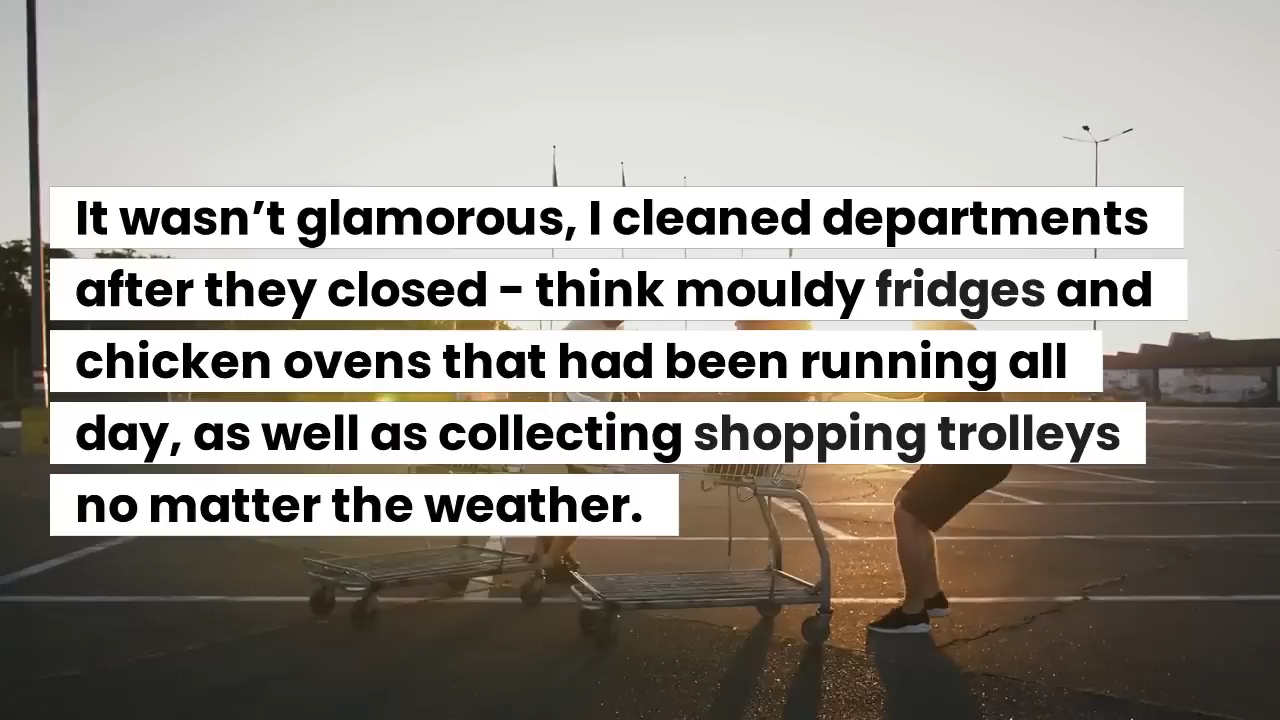 It wasn’t glamorous, I cleaned departments
after they closed - think mouldy fridges and
chicken ovens that had been running all
day, as well as collecting shopping trolleys
no matter the weather.